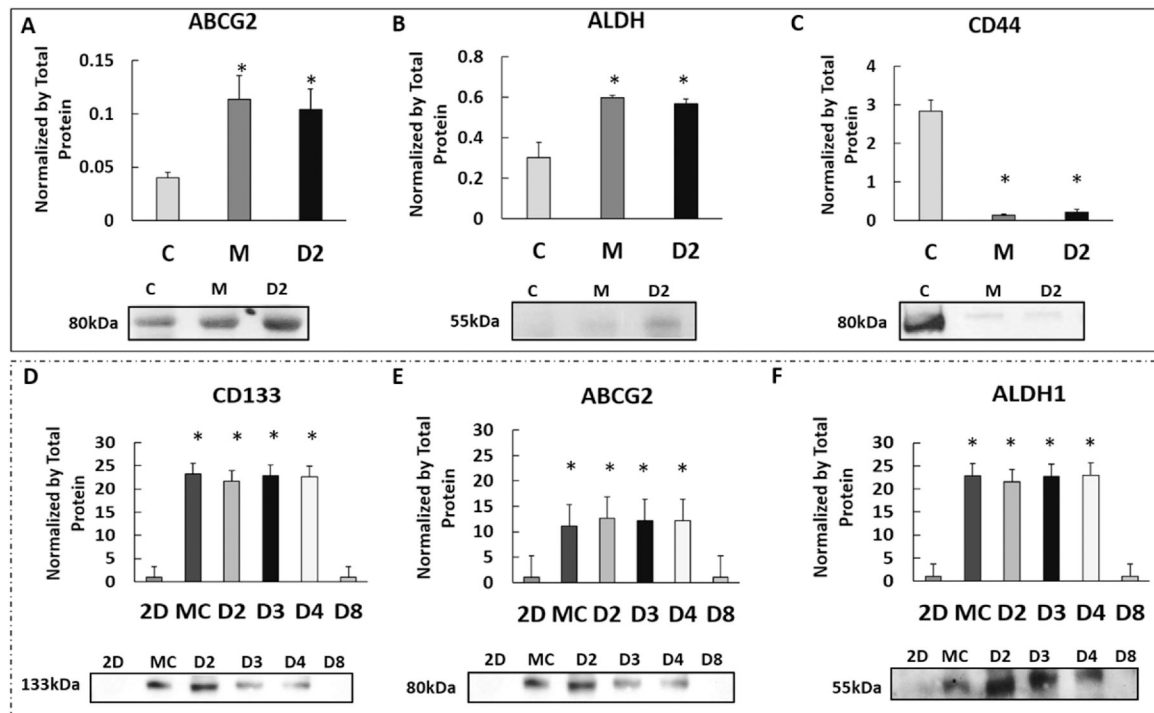 A
ABCG2
Normalized by Total
Protein
0.15
0.1
0.05
0
*
*
C M D2
C M D2
80kDa
B
ALDH
Normalized by Total
Protein
0.8
0.6
0.4
0.2
0
*
*
C M D2
C M D2
55kDa
C
CD44
Normalized by Total
Protein
4
3
2
1
0
*
*
C M D2
C M D2
80kDa
D
CD133
Normalized by Total
Protein
30
25
20
15
10
5
0
* * * *
2D MC D2 D3 D4 D8
2D MC D2 D3 D4 D8
133kDa
E
ABCG2
Normalized by Total
Protein
30
25
20
15
10
5
0
* * * *
2D MC D2 D3 D4 D8
2D MC D2 D3 D4 D8
80kDa
F
ALDH1
Normalized by Total
Protein
30
25
20
15
10
5
0
* * * *
2D MC D2 D3 D4 D8
2D MC D2 D3 D4 D8
55kDa